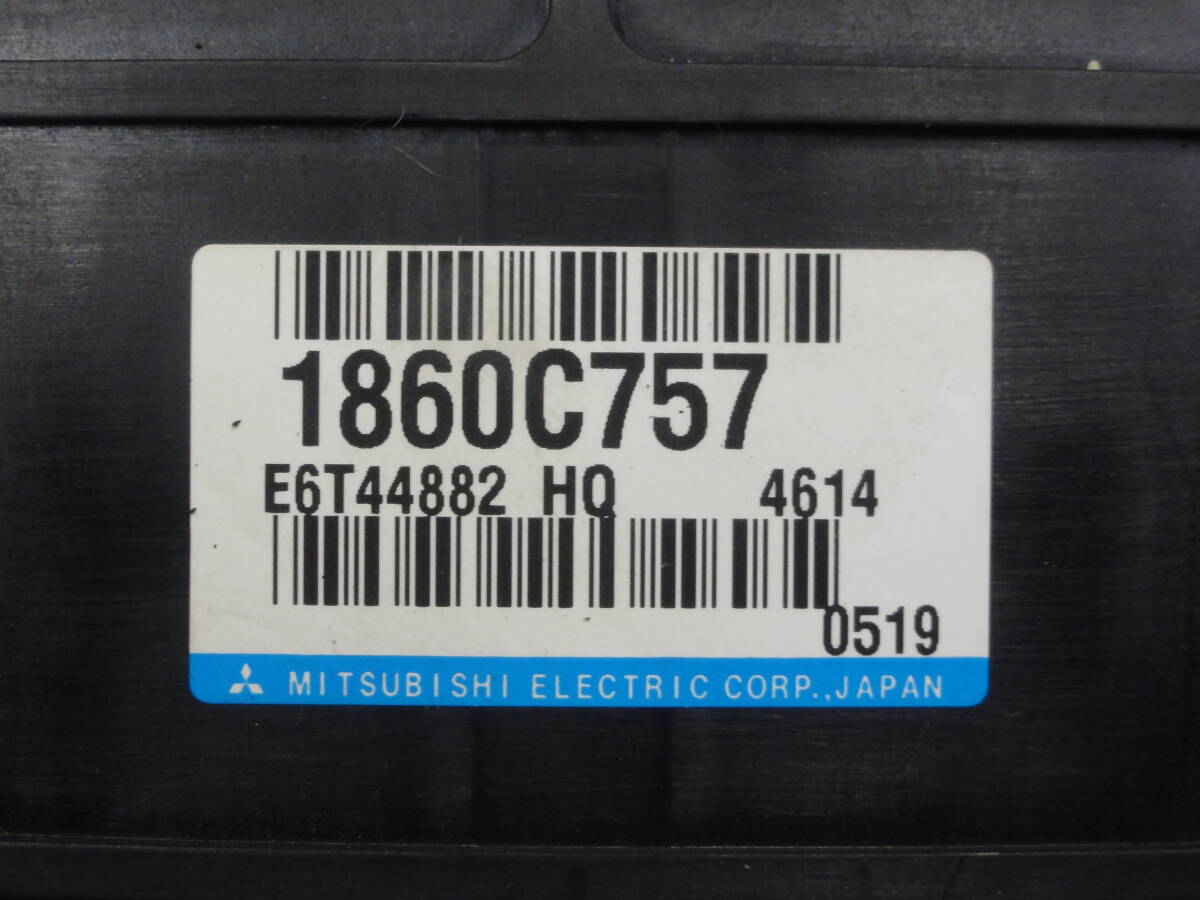 1860C757
E6T44882 HQ 4614
0519
MITSUBISHI ELECTRIC CORP.,JAPAN